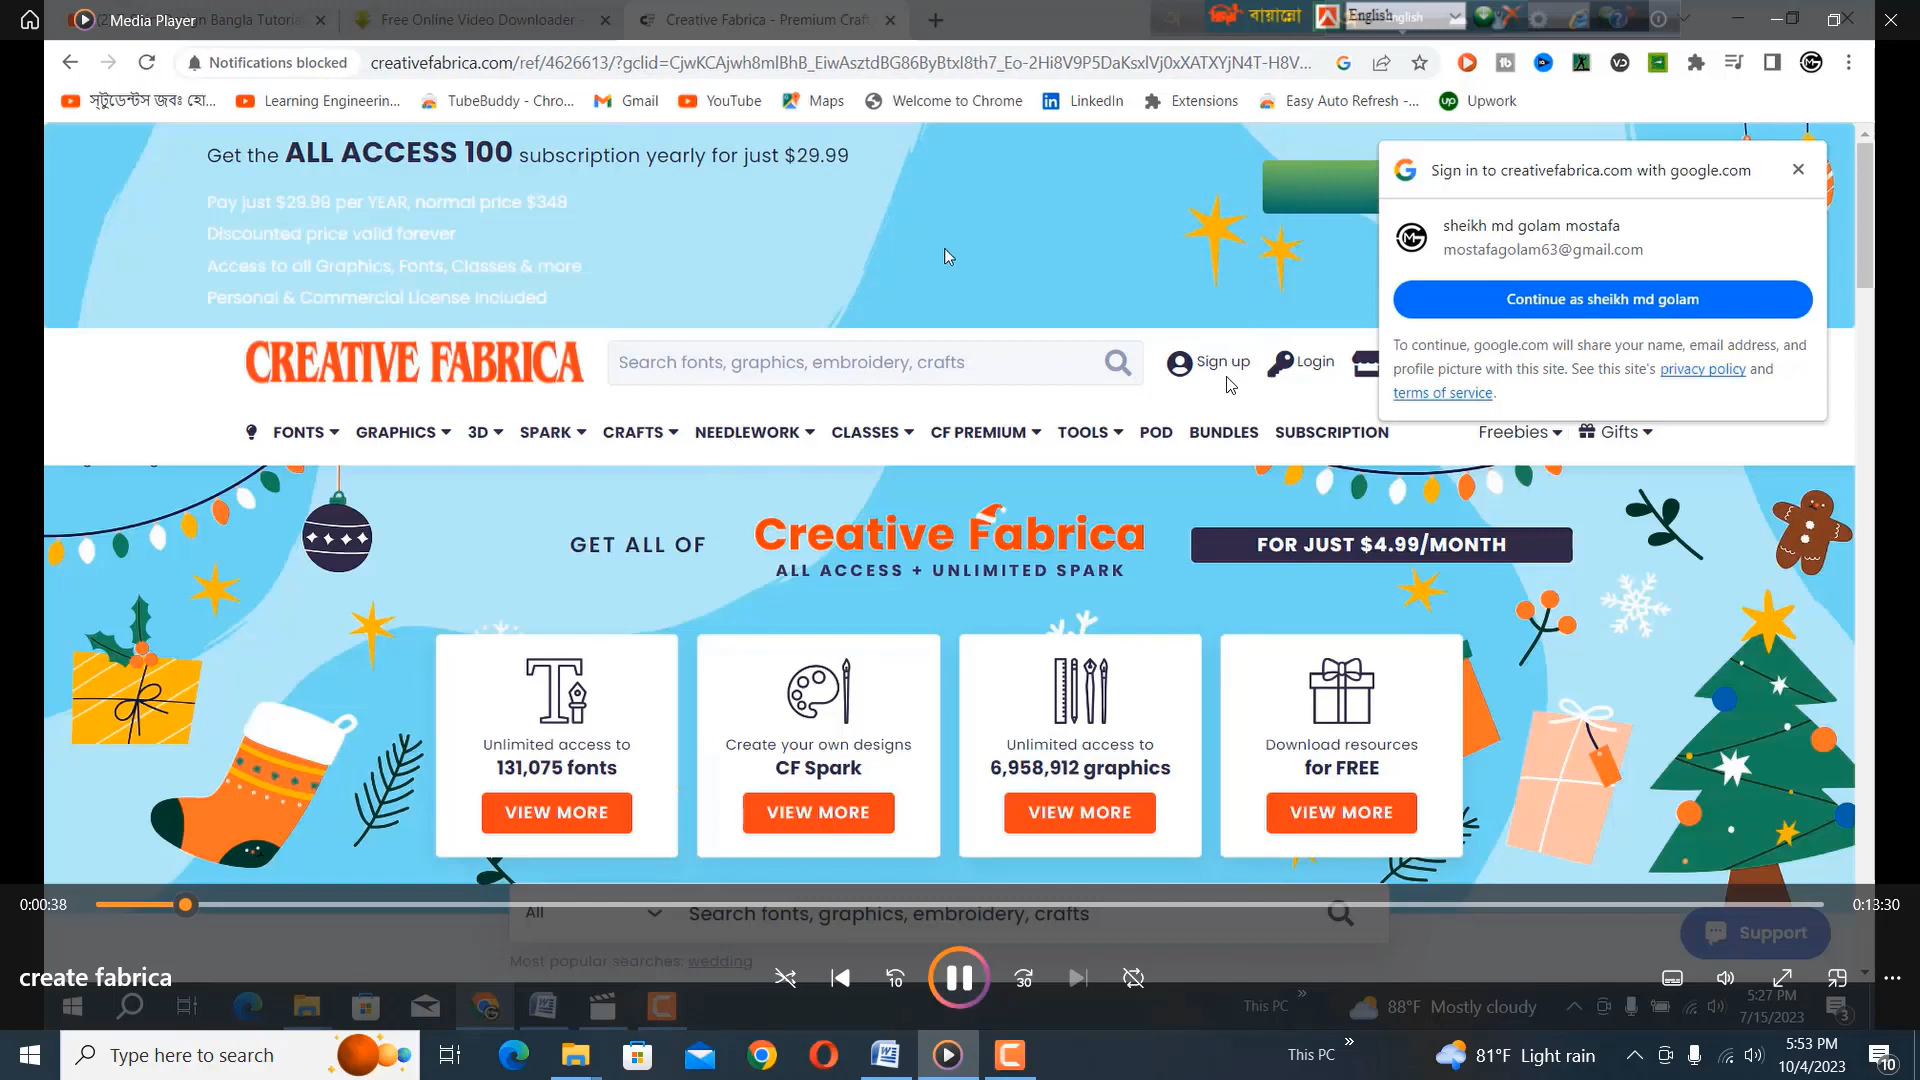 Media Player
n Bangla Tutoria
Free Online Video Downloader -
Creative Fabrica - Premium Craft
বায়ান্নো
English
Notifications blocked
creativefabrica.com/ref/4626613/?gclid=CjwKCAjwh8mlBhB_EiwAsztdBG86ByBtxl8th7_Eo-2Hi8V9P5DaKsxlVj0xXATXYjN4T-H8V...
স্টুডেন্টস জবঃ হো...
Learning Engineerin...
TubeBuddy - Chro...
Gmail
YouTube
Maps
Welcome to Chrome
LinkedIn
Extensions
Easy Auto Refresh -...
Upwork
Get the ALL ACCESS 100 subscription yearly for just $29.99
Pay just $29.99 per YEAR, normal price $348
Discounted price valid forever
Access to all Graphics, Fonts, Classes & more
Personal & Commercial License Included
Sign in to creativefabrica.com with google.com
sheikh md golam mostafa
mostafagolam63@gmail.com
Continue as sheikh md golam
To continue, google.com will share your name, email address, and
profile picture with this site. See this site's privacy policy and
terms of service.
CREATIVE FABRICA
Search fonts, graphics, embroidery, crafts
Sign up
Login
FONTS
GRAPHICS
3D
SPARK
CRAFTS
NEEDLEWORK
CLASSES
CF PREMIUM
TOOLS
POD
BUNDLES
SUBSCRIPTION
Freebies
Gifts
GET ALL OF
Creative Fabrica
ALL ACCESS + UNLIMITED SPARK
FOR JUST $4.99/MONTH
Unlimited access to
131,075 fonts
VIEW MORE
Create your own designs
CF Spark
VIEW MORE
Unlimited access to
6,958,912 graphics
VIEW MORE
Download resources
for FREE
VIEW MORE
0:00:38
0:13:30
All
Search fonts, graphics, embroidery, crafts
Support
Most popular searches: wedding
create fabrica
10
30
This PC
88°F Mostly cloudy
5:27 PM
7/15/2023
3
Type here to search
This PC
81°F Light rain
5:53 PM
10/4/2023
10